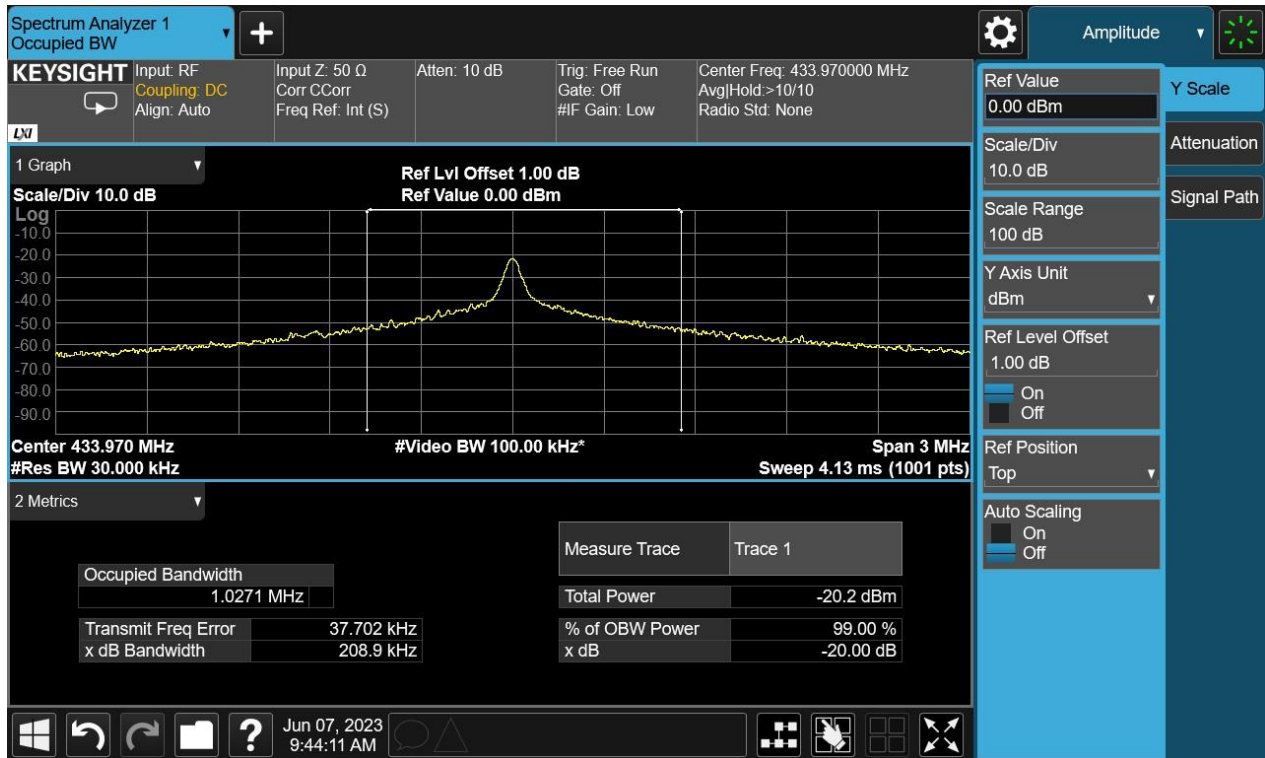 Spectrum Analyzer 1
Occupied BW
Amplitude
KEYSIGHT
LXI
Input: RF
Coupling: DC
Align: Auto
Input Z: 50 Ω
Corr CCorr
Freq Ref: Int (S)
Atten: 10 dB
Trig: Free Run
Gate: Off
#IF Gain: Low
Center Freq: 433.970000 MHz
Avg|Hold:>10/10
Radio Std: None
1 Graph
Scale/Div 10.0 dB
Ref Lvl Offset 1.00 dB
Ref Value 0.00 dBm
Log
-10.0
-20.0
-30.0
-40.0
-50.0
-60.0
-70.0
-80.0
-90.0
Center 433.970 MHz
#Res BW 30.000 kHz
#Video BW 100.00 kHz*
Span 3 MHz
Sweep 4.13 ms (1001 pts)
2 Metrics
Occupied Bandwidth
1.0271 MHz
Transmit Freq Error 37.702 kHz
x dB Bandwidth 208.9 kHz
Measure Trace Trace 1
Total Power -20.2 dBm
% of OBW Power 99.00 %
x dB -20.00 dB
?
Jun 07, 2023
9:44:11 AM
Ref Value
0.00 dBm
Scale/Div
10.0 dB
Scale Range
100 dB
Y Axis Unit
dBm
Ref Level Offset
1.00 dB
On
Off
Ref Position
Top
Auto Scaling
On
Off
Y Scale
Attenuation
Signal Path